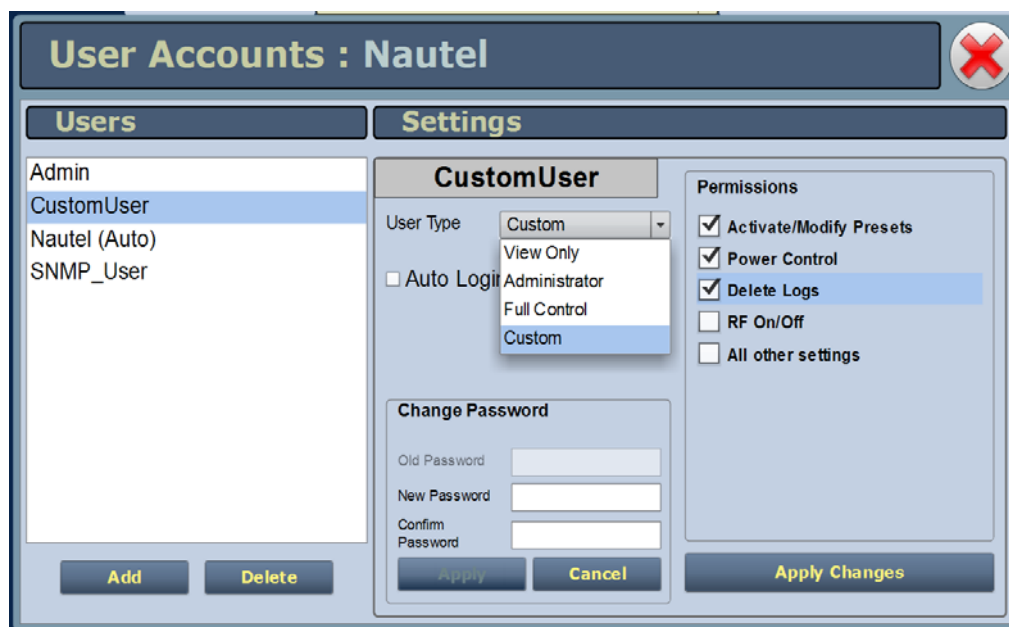 User Accounts : Nautel
Users
Settings
Admin
CustomUser
Nautel (Auto)
SNMP_User
Add
Delete
CustomUser
User Type
Custom
View Only
Administrator
Full Control
Custom
Auto Login
Change Password
Old Password
New Password
Confirm
Password
Apply
Cancel
Permissions
Activate/Modify Presets
Power Control
Delete Logs
RF On/Off
All other settings
Apply Changes